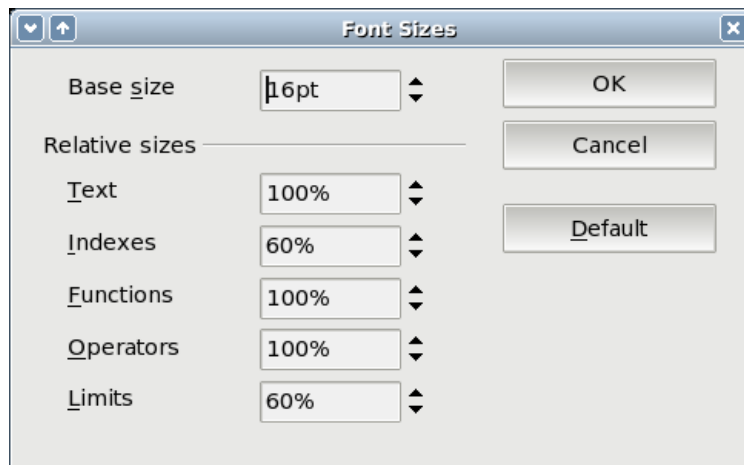 Font Sizes
Base size 16pt OK
Relative sizes Cancel
Text 100%
Default
Indexes 60%
Functions 100%
Operators 100%
Limits 60%